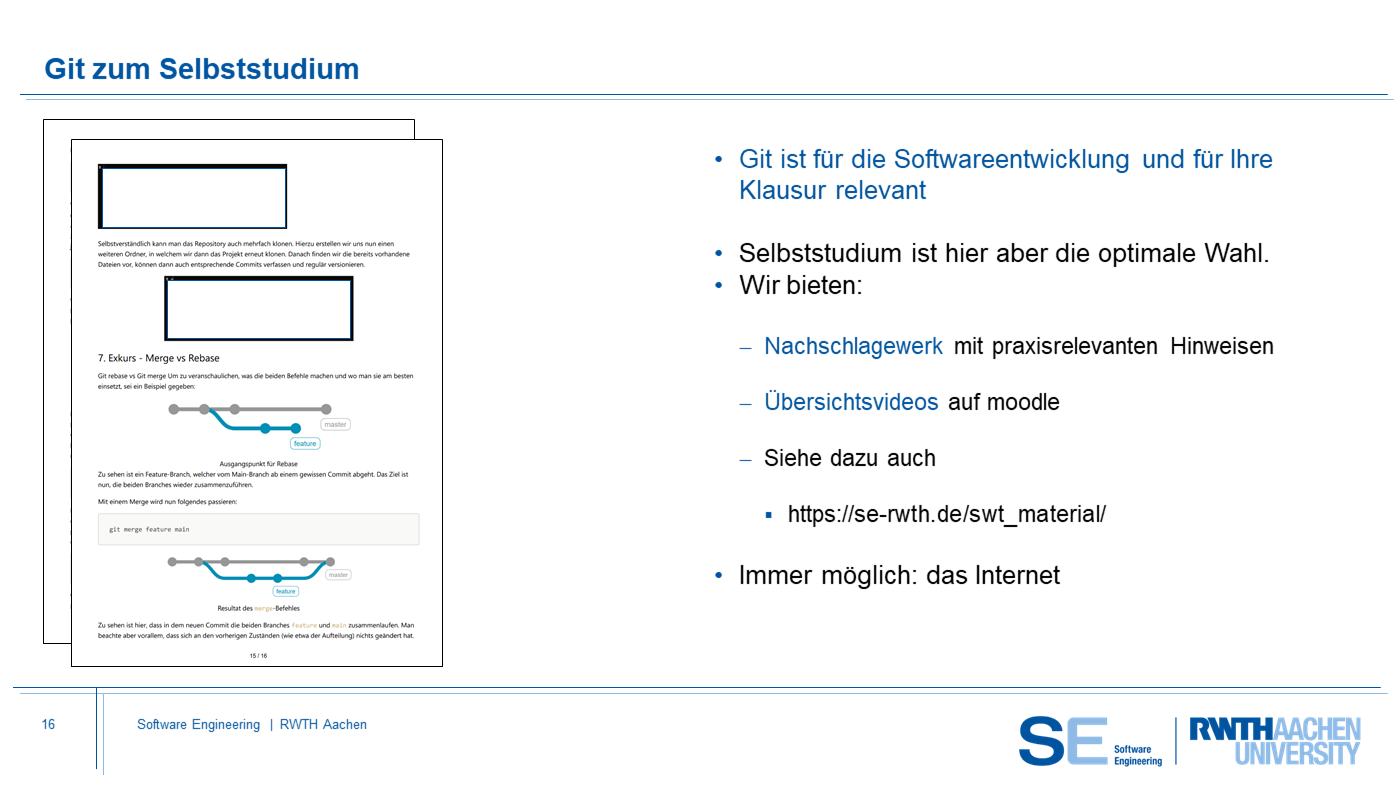 Git zum Selbststudium
Selbstverständlich kann man das Repository auch mehrfach klonen. Hierzu erstellen wir uns nun einen
weiteren Ordner, in welchem wir dann das Projekt erneut klonen. Danach finden wir die bereits vorhandene
Dateien vor, können dann auch entsprechende Commits verfassen und regulär versionieren.
7. Exkurs - Merge vs Rebase
Git rebase vs Git merge Um zu veranschaulichen, was die beiden Befehle machen und wo man sie am besten
einsetzt, sei ein Beispiel gegeben:
master
feature
Ausgangspunkt für Rebase
Zu sehen ist ein Feature-Branch, welcher vom Main-Branch ab einem gewissen Commit abgeht. Das Ziel ist
nun, die beiden Branches wieder zusammenzuführen.
Mit einem Merge wird nun folgendes passieren:
git merge feature main
master
feature
Resultat des merge-Befehles
Zu sehen ist hier, dass in dem neuen Commit die beiden Branches feature und main zusammenlaufen. Man
beachte aber vorallem, dass sich an den vorherigen Zuständen (wie etwa der Aufteilung) nichts geändert hat.
15 / 16
• Git ist für die Softwareentwicklung und für Ihre
Klausur relevant
• Selbststudium ist hier aber die optimale Wahl.
• Wir bieten:
– Nachschlagewerk mit praxisrelevanten Hinweisen
– Übersichtsvideos auf moodle
– Siehe dazu auch
▪ https://se-rwth.de/swt_material/
• Immer möglich: das Internet
16
Software Engineering | RWTH Aachen
SE Software
Engineering
RWTHAACHEN
UNIVERSITY